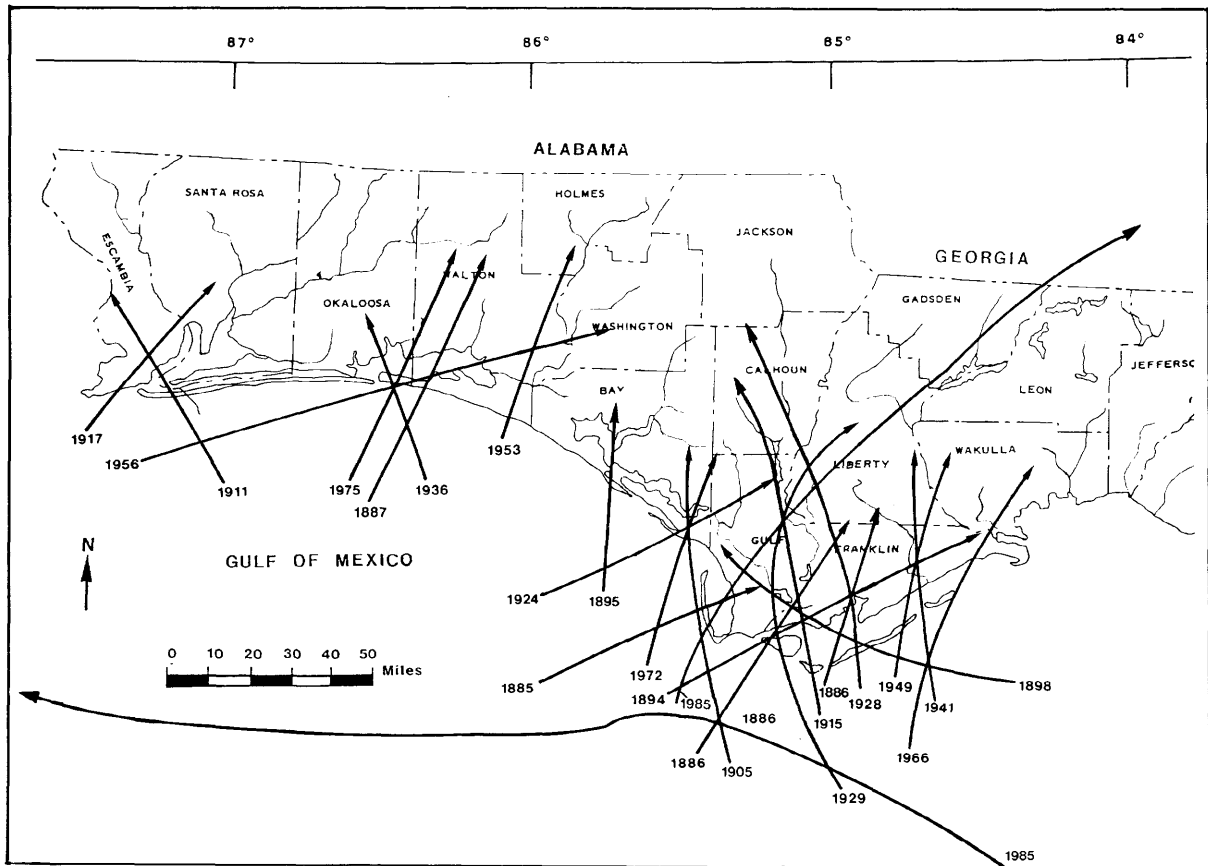 87°
86°
85°
84°
ALABAMA
SANTA ROSA
HOLMES
JACKSON
GEORGIA
ESCAMBIA
WALTON
GADSDEN
OKALOOSA
WASHINGTON
CALHOUN
LEON
JEFFERSC
BAY
1917
1956
1953
WAKULLA
LIBERTY
1911
1975
1936
1887
N
GULF OF MEXICO
GULF
FRANKLIN
1924
1895
0 10 20 30 40 50
Miles
1885
1972
1894
1985
1886
1949
1898
1928
1941
1915
1886
1886
1905
1966
1929
1985